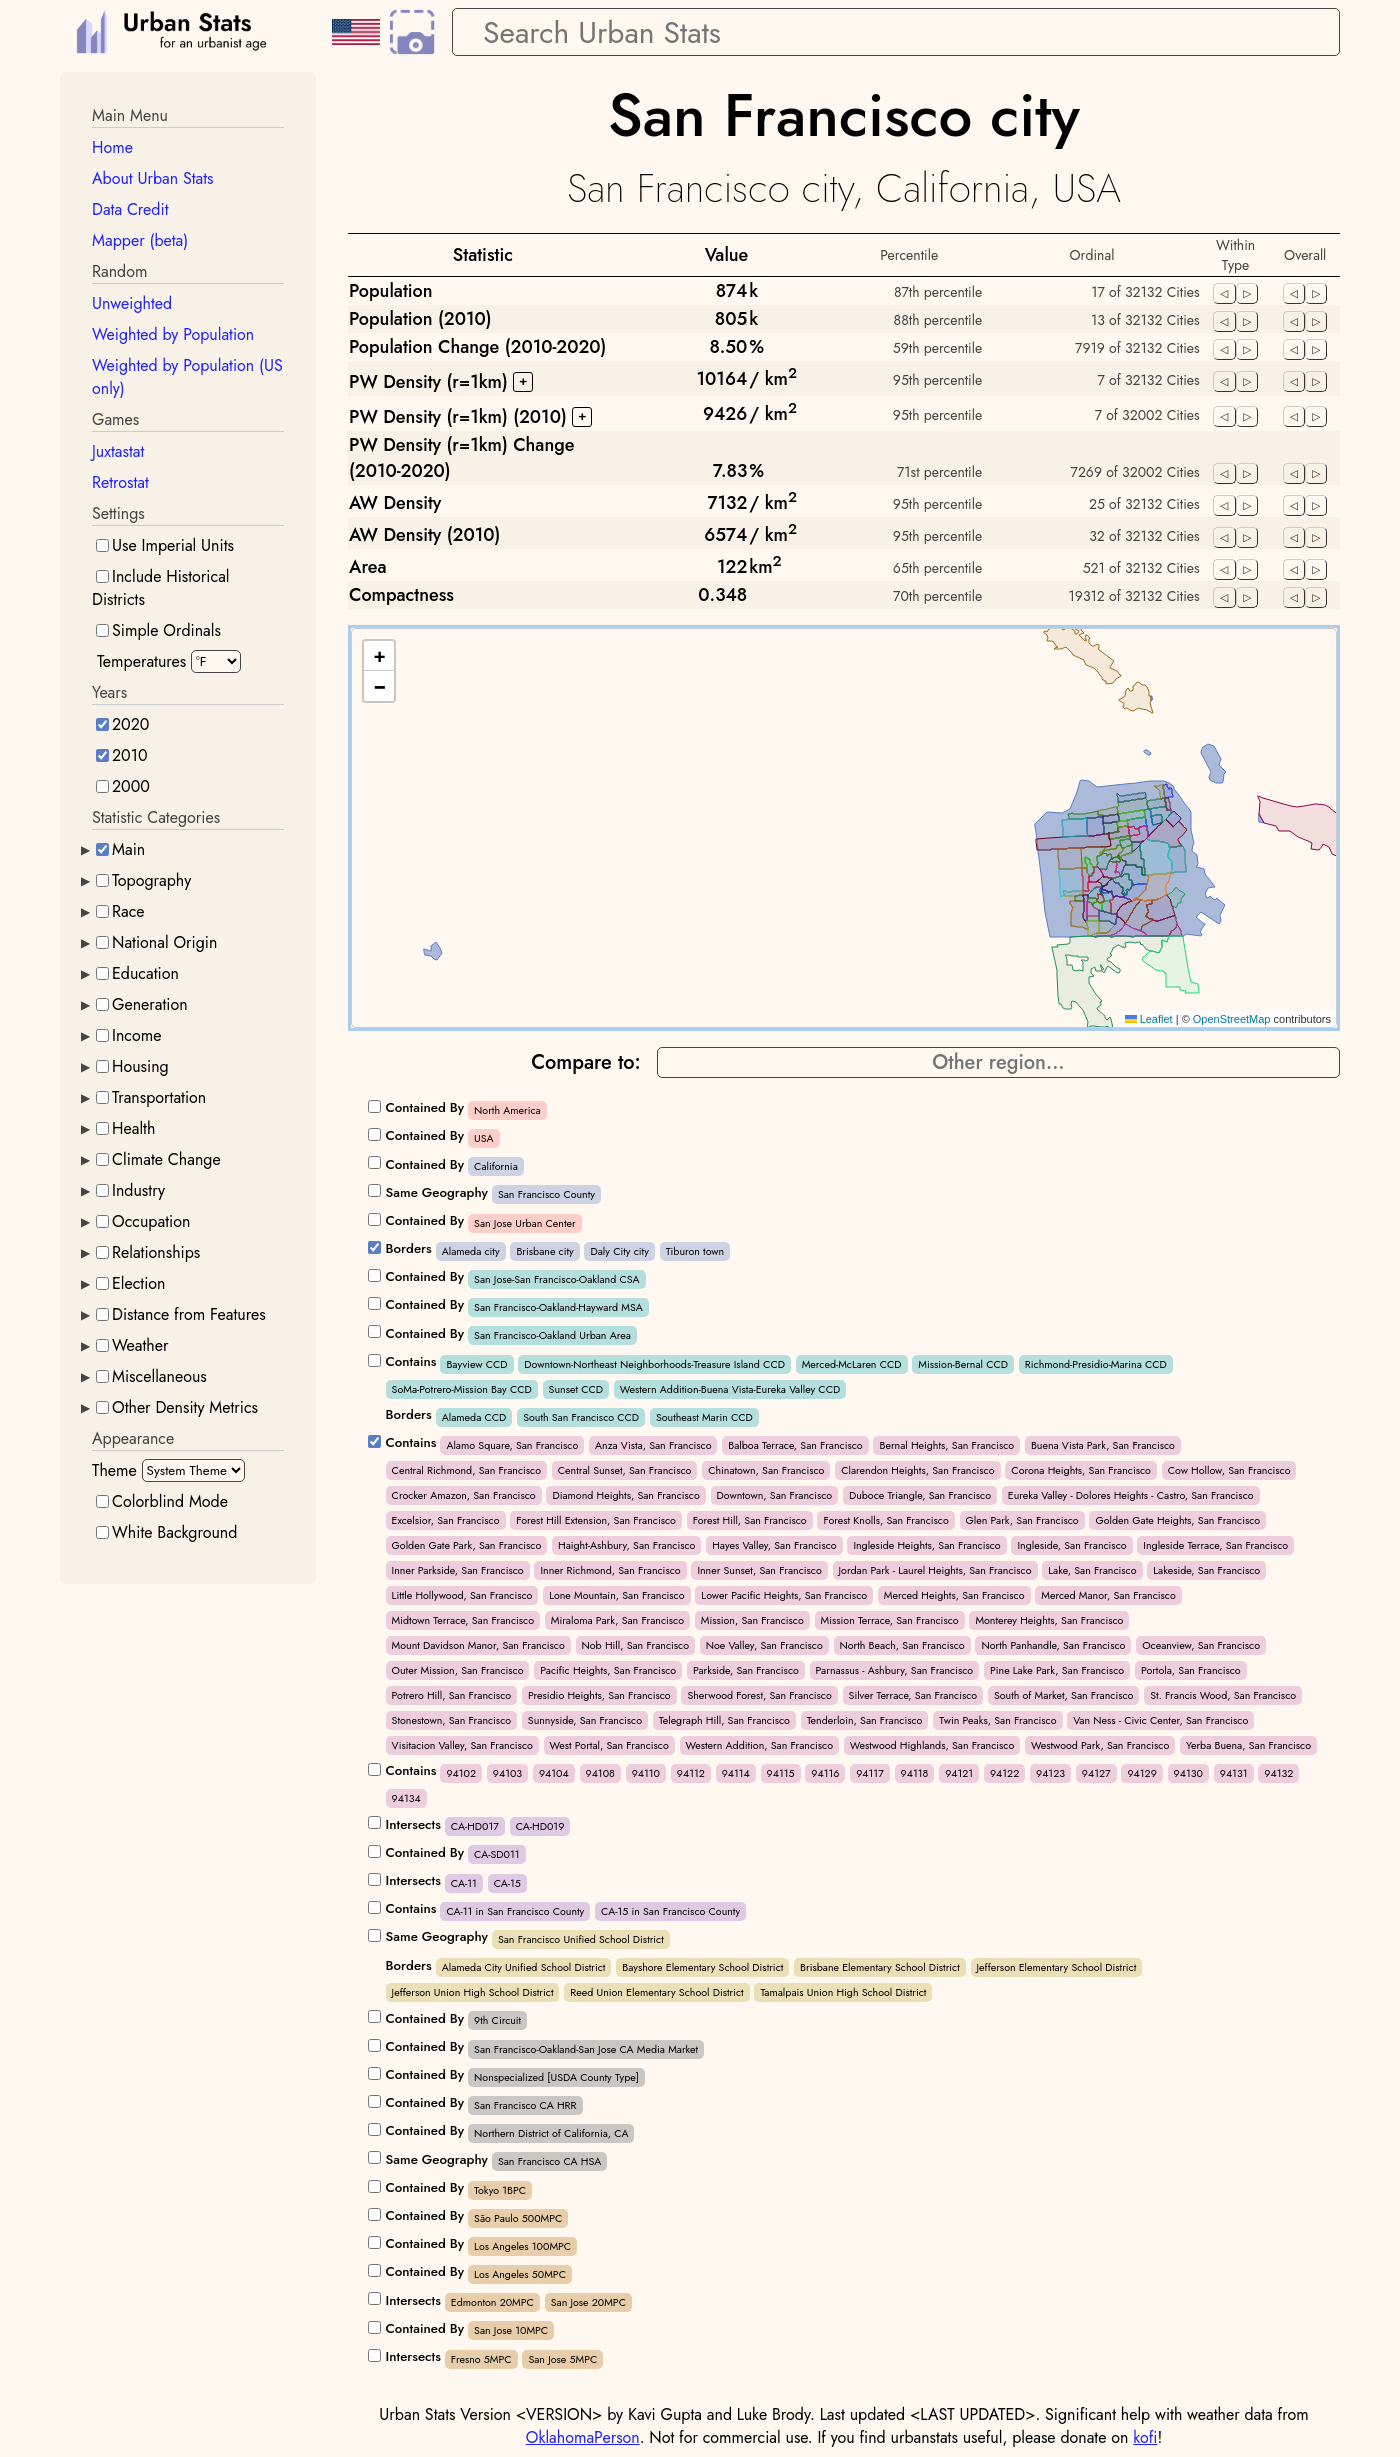 Urban Stats
for an urbanist age
Search Urban Stats
Main Menu
Home
About Urban Stats
Data Credit
Mapper (beta)
Random
Unweighted
Weighted by Population
Weighted by Population (US
only)
Games
Juxtastat
Retrostat
Settings
Use Imperial Units
Include Historical
Districts
Simple Ordinals
Temperatures °F
Years
2020
2010
2000
Statistic Categories
Main
Topography
Race
National Origin
Education
Generation
Income
Housing
Transportation
Health
Climate Change
Industry
Occupation
Relationships
Election
Distance from Features
Weather
Miscellaneous
Other Density Metrics
Appearance
Theme System Theme
Colorblind Mode
White Background
San Francisco city
San Francisco city, California, USA
Statistic Value Percentile Ordinal Within Type Overall
Population 874k 87th percentile 17 of 32132 Cities
Population (2010) 805k 88th percentile 13 of 32132 Cities
Population Change (2010-2020) 8.50% 59th percentile 7919 of 32132 Cities
PW Density (r=1km) + 10164/ km² 95th percentile 7 of 32132 Cities
PW Density (r=1km) (2010) + 9426/ km² 95th percentile 7 of 32002 Cities
PW Density (r=1km) Change
(2010-2020) 7.83% 71st percentile 7269 of 32002 Cities
AW Density 7132/ km² 95th percentile 25 of 32132 Cities
AW Density (2010) 6574/ km² 95th percentile 32 of 32132 Cities
Area 122km² 65th percentile 521 of 32132 Cities
Compactness 0.348 70th percentile 19312 of 32132 Cities
+
−
Leaflet | © OpenStreetMap contributors
Compare to: Other region...
Contained By North America
Contained By USA
Contained By California
Same Geography San Francisco County
Contained By San Jose Urban Center
Borders Alameda city Brisbane city Daly City city Tiburon town
Contained By San Jose-San Francisco-Oakland CSA
Contained By San Francisco-Oakland-Hayward MSA
Contained By San Francisco-Oakland Urban Area
Contains Bayview CCD Downtown-Northeast Neighborhoods-Treasure Island CCD Merced-McLaren CCD Mission-Bernal CCD Richmond-Presidio-Marina CCD
SoMa-Potrero-Mission Bay CCD Sunset CCD Western Addition-Buena Vista-Eureka Valley CCD
Borders Alameda CCD South San Francisco CCD Southeast Marin CCD
Contains Alamo Square, San Francisco Anza Vista, San Francisco Balboa Terrace, San Francisco Bernal Heights, San Francisco Buena Vista Park, San Francisco
Central Richmond, San Francisco Central Sunset, San Francisco Chinatown, San Francisco Clarendon Heights, San Francisco Corona Heights, San Francisco Cow Hollow, San Francisco
Crocker Amazon, San Francisco Diamond Heights, San Francisco Downtown, San Francisco Duboce Triangle, San Francisco Eureka Valley - Dolores Heights - Castro, San Francisco
Excelsior, San Francisco Forest Hill Extension, San Francisco Forest Hill, San Francisco Forest Knolls, San Francisco Glen Park, San Francisco Golden Gate Heights, San Francisco
Golden Gate Park, San Francisco Haight-Ashbury, San Francisco Hayes Valley, San Francisco Ingleside Heights, San Francisco Ingleside, San Francisco Ingleside Terrace, San Francisco
Inner Parkside, San Francisco Inner Richmond, San Francisco Inner Sunset, San Francisco Jordan Park - Laurel Heights, San Francisco Lake, San Francisco Lakeside, San Francisco
Little Hollywood, San Francisco Lone Mountain, San Francisco Lower Pacific Heights, San Francisco Merced Heights, San Francisco Merced Manor, San Francisco
Midtown Terrace, San Francisco Miraloma Park, San Francisco Mission, San Francisco Mission Terrace, San Francisco Monterey Heights, San Francisco
Mount Davidson Manor, San Francisco Nob Hill, San Francisco Noe Valley, San Francisco North Beach, San Francisco North Panhandle, San Francisco Oceanview, San Francisco
Outer Mission, San Francisco Pacific Heights, San Francisco Parkside, San Francisco Parnassus - Ashbury, San Francisco Pine Lake Park, San Francisco Portola, San Francisco
Potrero Hill, San Francisco Presidio Heights, San Francisco Sherwood Forest, San Francisco Silver Terrace, San Francisco South of Market, San Francisco St. Francis Wood, San Francisco
Stonestown, San Francisco Sunnyside, San Francisco Telegraph Hill, San Francisco Tenderloin, San Francisco Twin Peaks, San Francisco Van Ness - Civic Center, San Francisco
Visitacion Valley, San Francisco West Portal, San Francisco Western Addition, San Francisco Westwood Highlands, San Francisco Westwood Park, San Francisco Yerba Buena, San Francisco
Contains 94102 94103 94104 94108 94110 94112 94114 94115 94116 94117 94118 94121 94122 94123 94127 94129 94130 94131 94132
94134
Intersects CA-HD017 CA-HD019
Contained By CA-SD011
Intersects CA-11 CA-15
Contains CA-11 in San Francisco County CA-15 in San Francisco County
Same Geography San Francisco Unified School District
Borders Alameda City Unified School District Bayshore Elementary School District Brisbane Elementary School District Jefferson Elementary School District
Jefferson Union High School District Reed Union Elementary School District Tamalpais Union High School District
Contained By 9th Circuit
Contained By San Francisco-Oakland-San Jose CA Media Market
Contained By Nonspecialized [USDA County Type]
Contained By San Francisco CA HRR
Contained By Northern District of California, CA
Same Geography San Francisco CA HSA
Contained By Tokyo 1BPC
Contained By São Paulo 500MPC
Contained By Los Angeles 100MPC
Contained By Los Angeles 50MPC
Intersects Edmonton 20MPC San Jose 20MPC
Contained By San Jose 10MPC
Intersects Fresno 5MPC San Jose 5MPC
Urban Stats Version <VERSION> by Kavi Gupta and Luke Brody. Last updated <LAST UPDATED>. Significant help with weather data from
OklahomaPerson. Not for commercial use. If you find urbanstats useful, please donate on kofi!